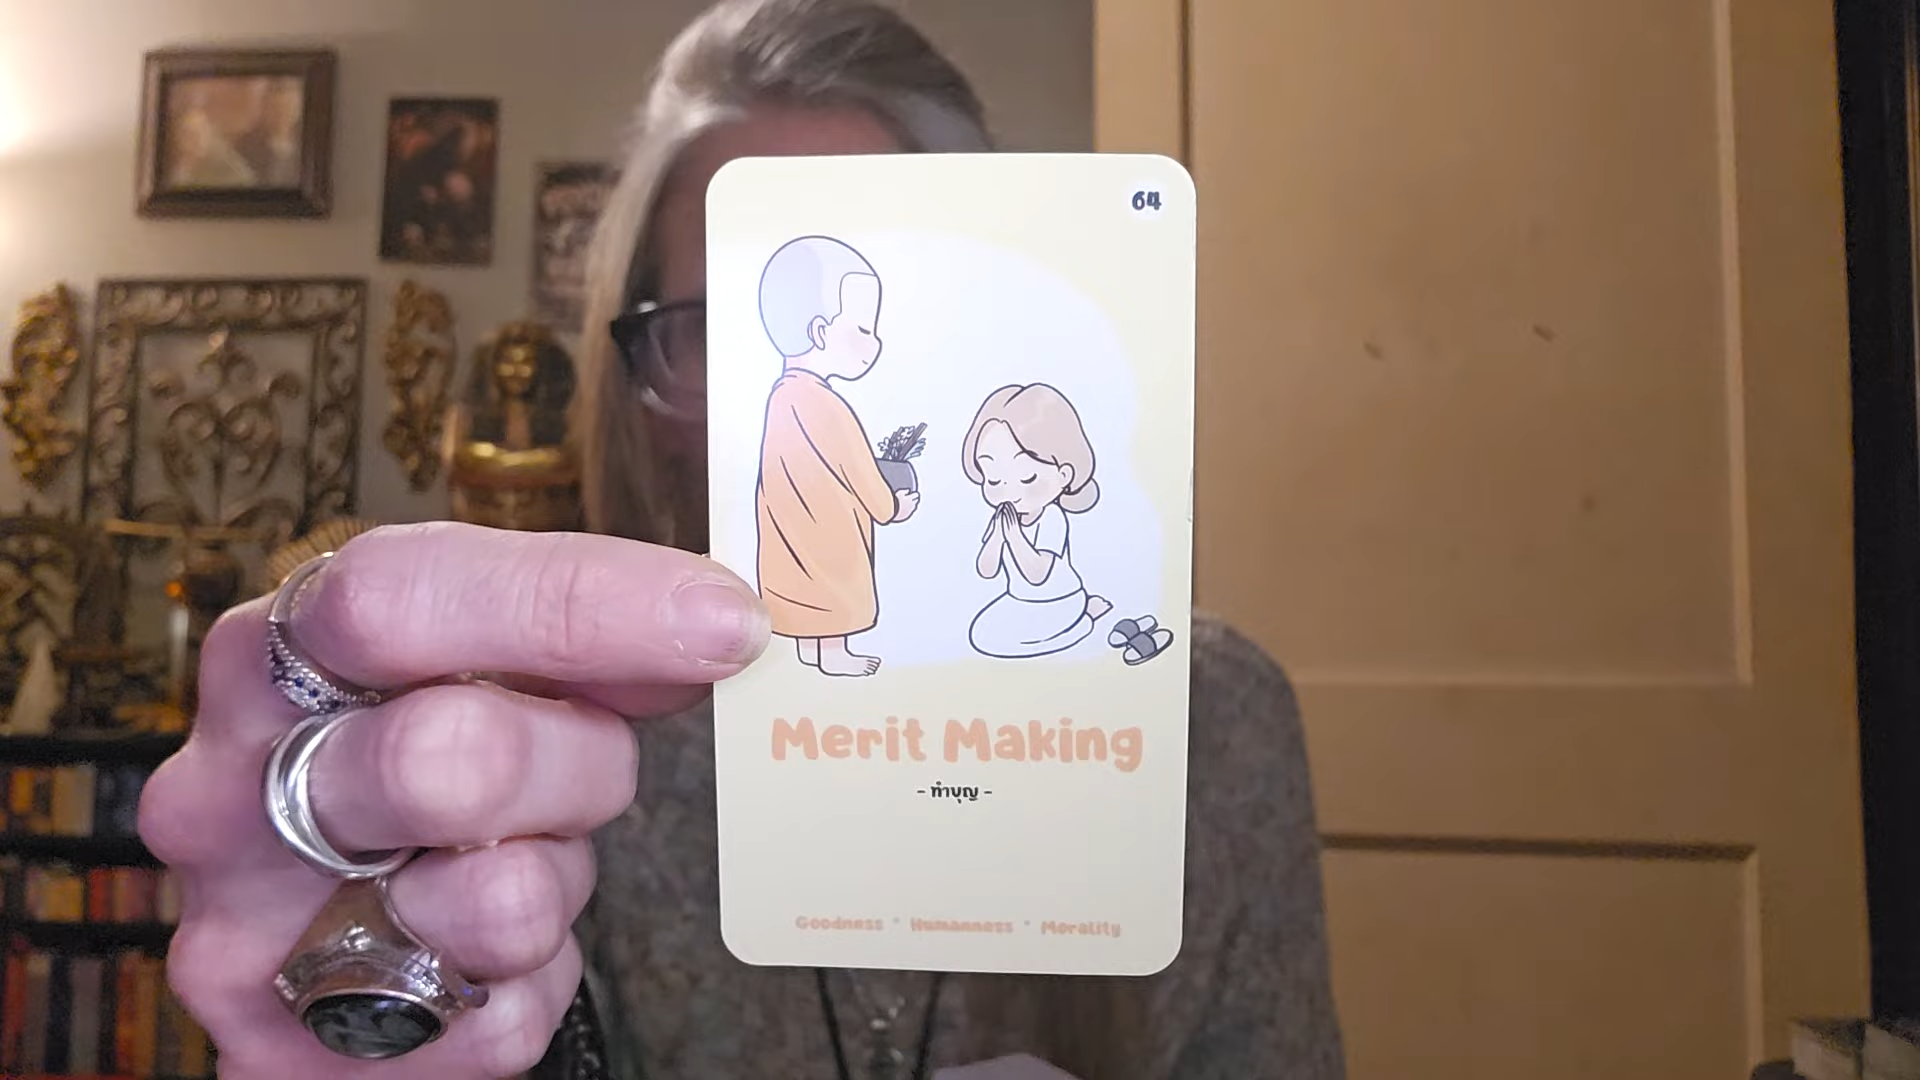 64
Merit Making
- ทำบุญ -
Goodness * Humanness * Morality